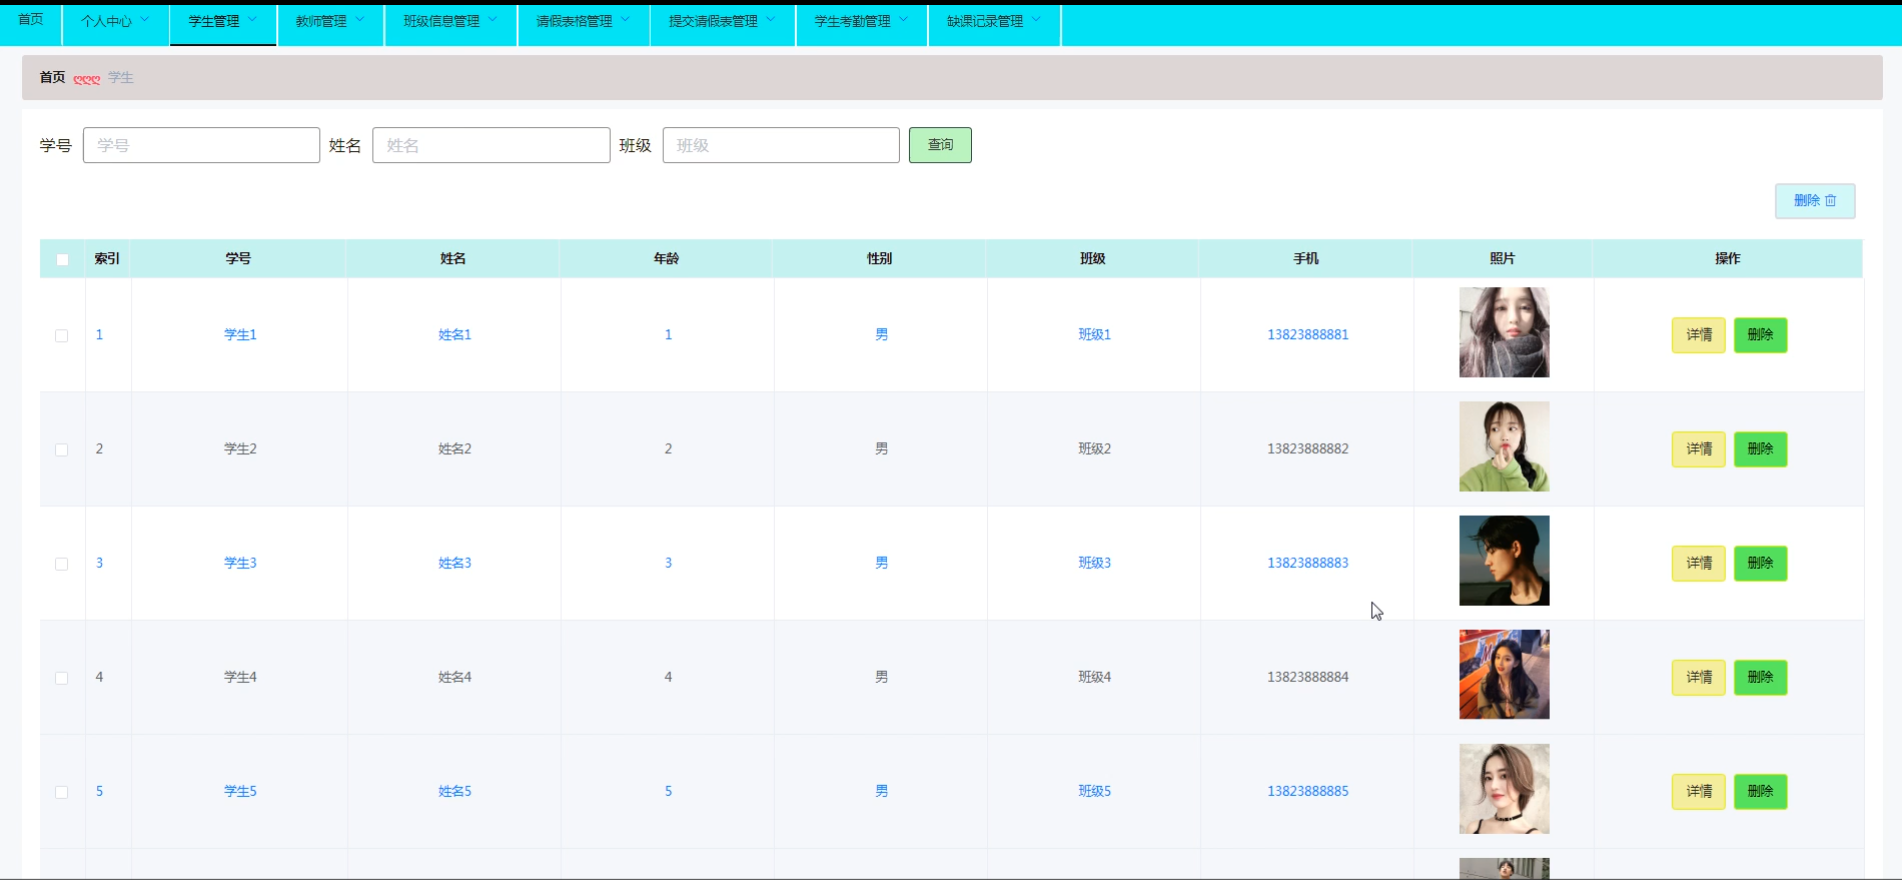 首页 个人中心 学生管理 教师管理 班级信息管理 请假表格管理 提交请假表管理 学生考勤管理 缺课记录管理
首页 ღღღ 学生
学号 学号 姓名 姓名 班级 班级 查询
删除
索引 学号 姓名 年龄 性别 班级 手机 照片 操作
1 学生1 姓名1 1 男 班级1 13823888881 详情 删除
2 学生2 姓名2 2 男 班级2 13823888882 详情 删除
3 学生3 姓名3 3 男 班级3 13823888883 详情 删除
4 学生4 姓名4 4 男 班级4 13823888884 详情 删除
5 学生5 姓名5 5 男 班级5 13823888885 详情 删除